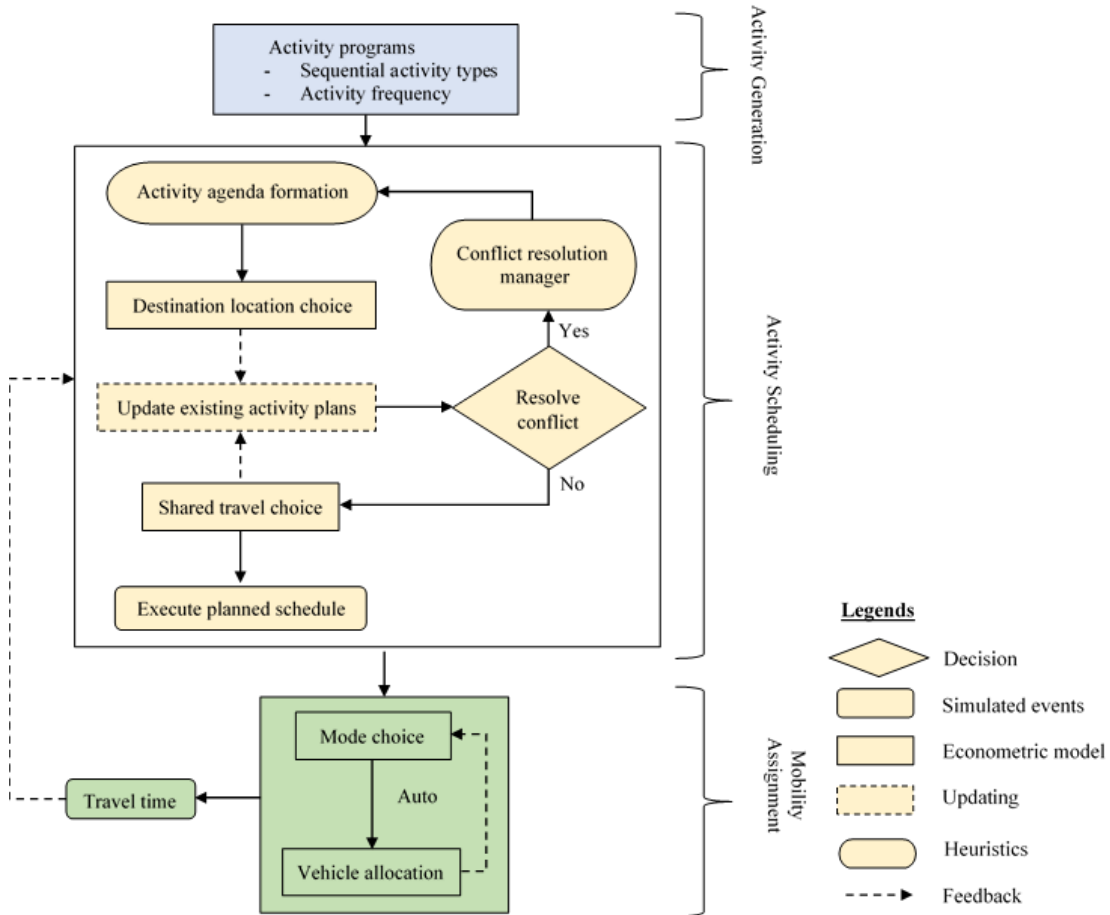 Activity programs
- Sequential activity types
- Activity frequency
Activity Generation
Activity agenda formation
Conflict resolution
manager
Destination location choice
Yes
Update existing activity plans
Resolve
conflict
No
Shared travel choice
Execute planned schedule
Activity Scheduling
Mode choice
Auto
Vehicle allocation
Travel time
Mobility
Assignment
Legends
Decision
Simulated events
Econometric model
Updating
Heuristics
Feedback